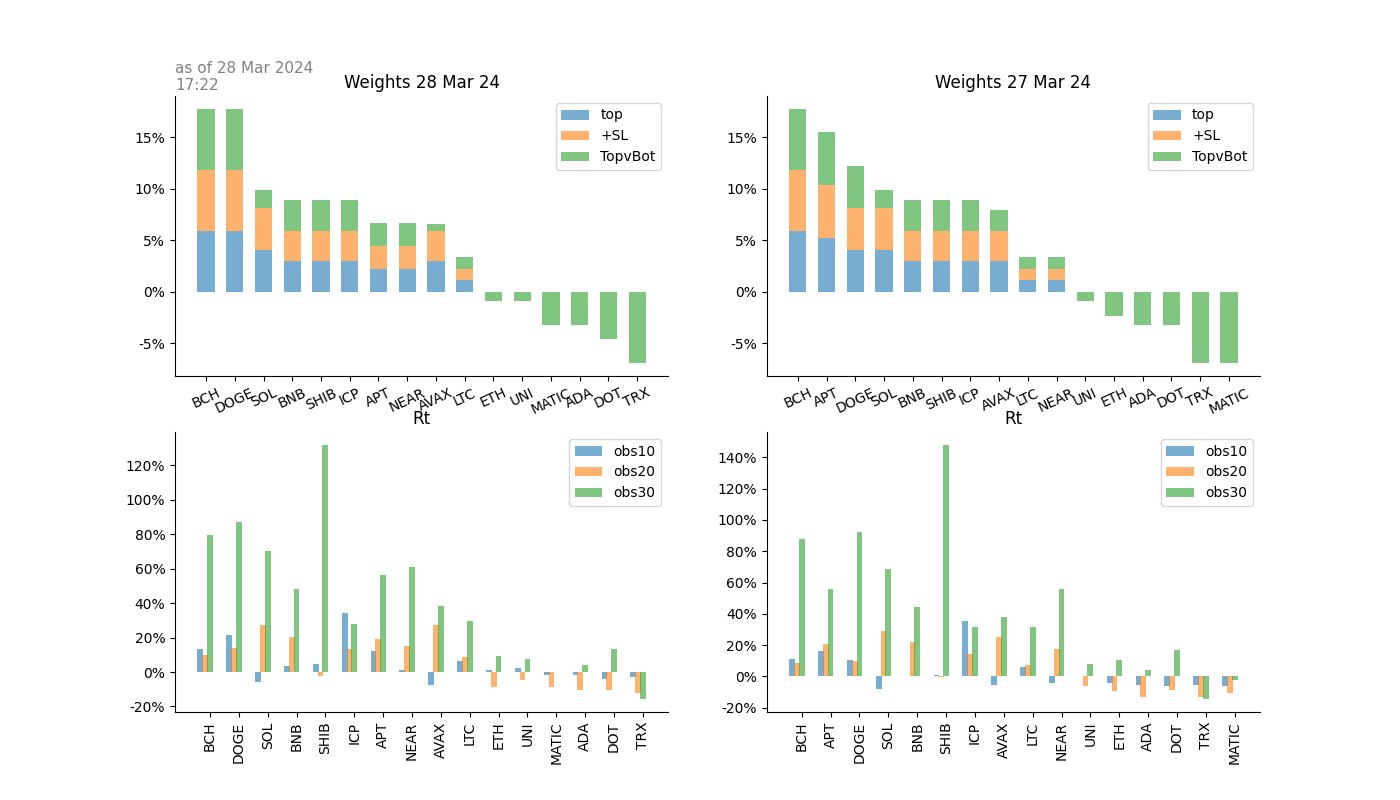 as of 28 Mar 2024
17:22
Weights 28 Mar 24
15%
10%
5%
0%
-5%
top
+SL
TopvBot
BCH DOGE SOL BNB SHIB ICP APT NEAR AVAX LTC ETH UNI MATIC ADA DOT TRX
Weights 27 Mar 24
15%
10%
5%
0%
-5%
top
+SL
TopvBot
BCH APT DOGE SOL BNB SHIB ICP AVAX LTC NEAR UNI ETH ADA DOT TRX MATIC
Rt
120%
100%
80%
60%
40%
20%
0%
-20%
obs10
obs20
obs30
BCH DOGE SOL BNB SHIB ICP APT NEAR AVAX LTC ETH UNI MATIC ADA DOT TRX
Rt
140%
120%
100%
80%
60%
40%
20%
0%
-20%
obs10
obs20
obs30
BCH APT DOGE SOL BNB SHIB ICP AVAX LTC NEAR UNI ETH ADA DOT TRX MATIC